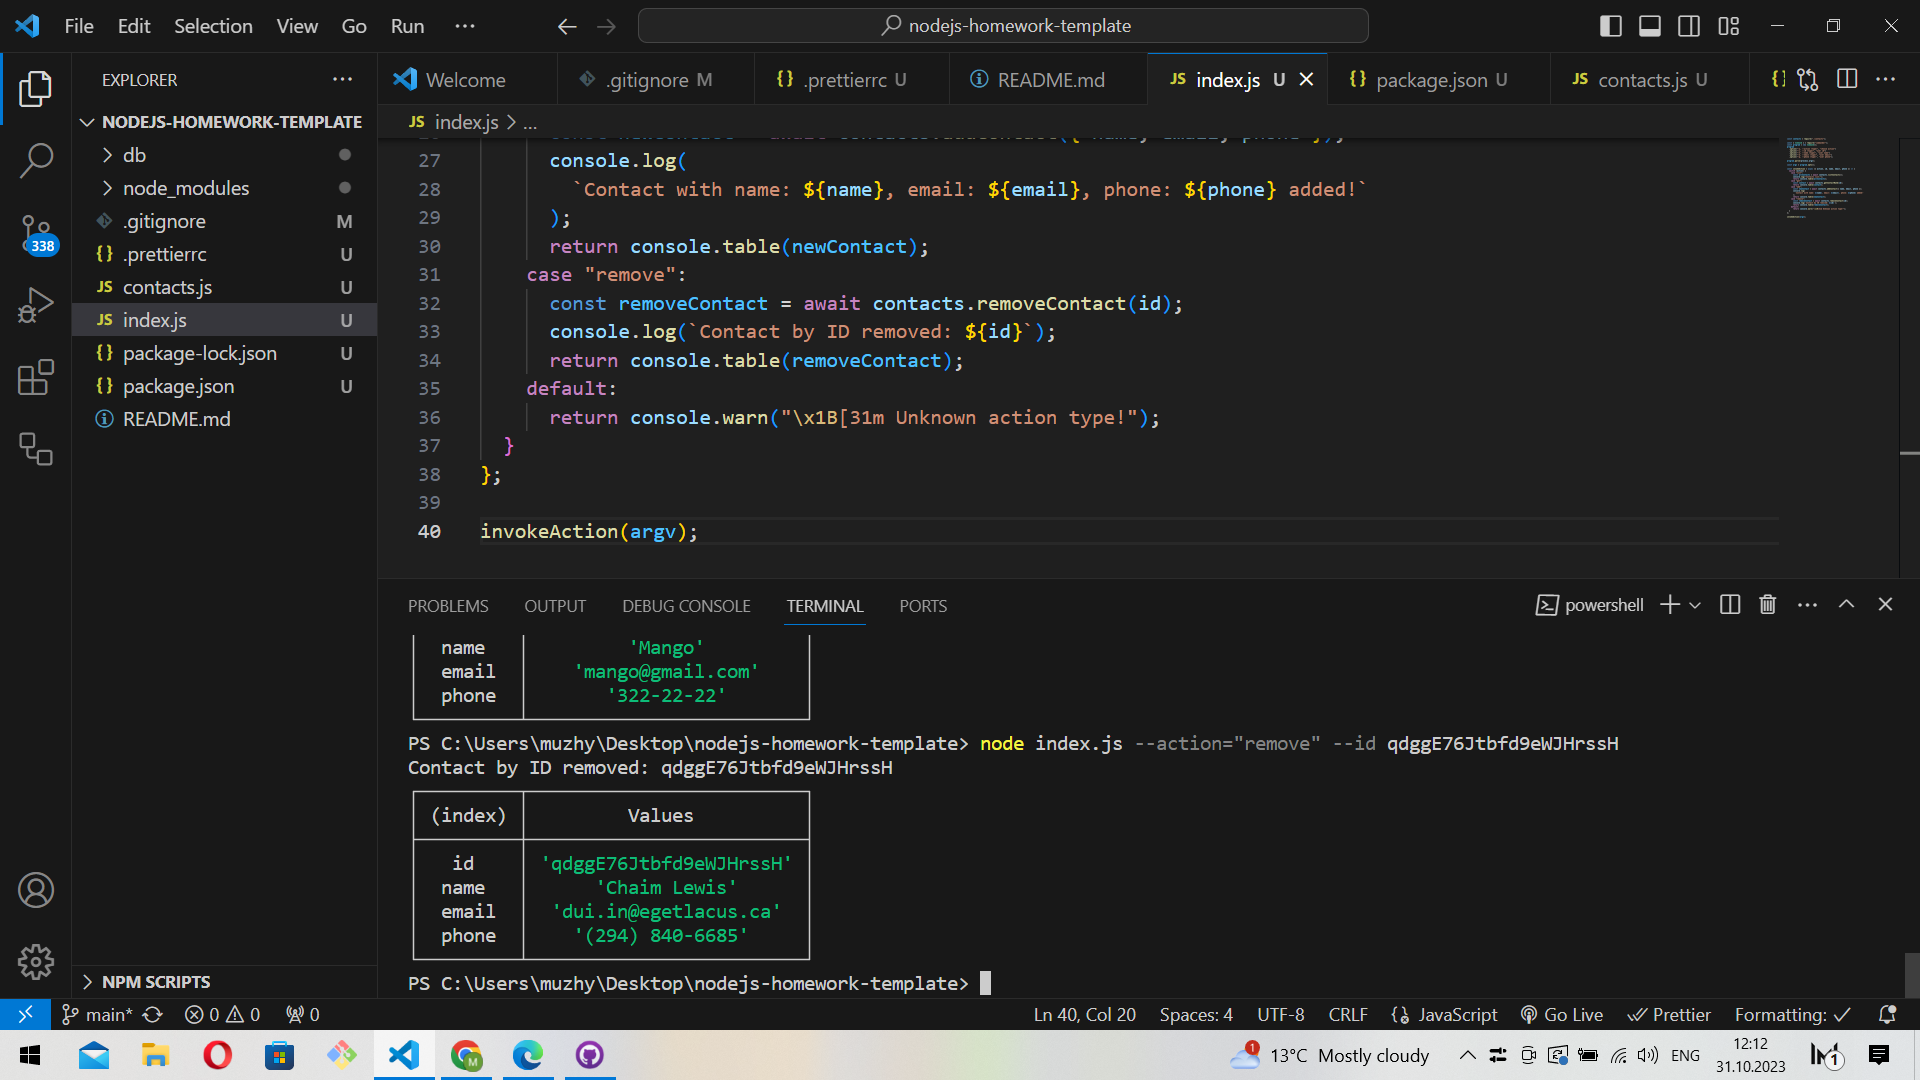 File Edit Selection View Go Run ··· nodejs-homework-template
EXPLORER ···
NODEJS-HOMEWORK-TEMPLATE
db
node_modules
.gitignore M
.prettierrc U
contacts.js U
index.js U
package-lock.json U
package.json U
README.md
NPM SCRIPTS
338
Welcome .gitignore M .prettierrc U README.md index.js U package.json U contacts.js U
JS index.js > ...
27 console.log(
28 `Contact with name: ${name}, email: ${email}, phone: ${phone} added!`
29 );
30 return console.table(newContact);
31 case "remove":
32 const removeContact = await contacts.removeContact(id);
33 console.log(`Contact by ID removed: ${id}`);
34 return console.table(removeContact);
35 default:
36 return console.warn("\x1B[31m Unknown action type!");
37 }
38 };
39
40 invokeAction(argv);
PROBLEMS OUTPUT DEBUG CONSOLE TERMINAL PORTS powershell
name 'Mango'
email 'mango@gmail.com'
phone '322-22-22'
PS C:\Users\muzhy\Desktop\nodejs-homework-template> node index.js --action="remove" --id qdggE76Jtbfd9eWJHrssH
Contact by ID removed: qdggE76Jtbfd9eWJHrssH
(index) Values
id 'qdggE76Jtbfd9eWJHrssH'
name 'Chaim Lewis'
email 'dui.in@egetlacus.ca'
phone '(294) 840-6685'
PS C:\Users\muzhy\Desktop\nodejs-homework-template>
main* 0 0 0 Ln 40, Col 20 Spaces: 4 UTF-8 CRLF JavaScript Go Live Prettier Formatting:
1 13°C Mostly cloudy ENG 12:12
31.10.2023 1